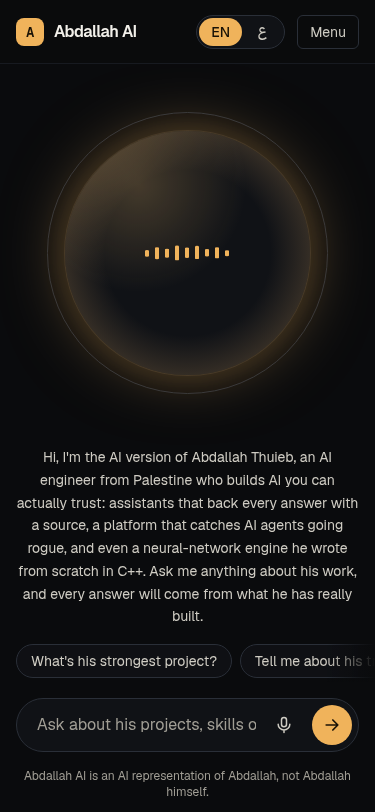 A
Abdallah AI
EN
ع
Menu
Hi, I'm the AI version of Abdallah Thuieb, an AI
engineer from Palestine who builds AI you can
actually trust: assistants that back every answer with
a source, a platform that catches AI agents going
rogue, and even a neural-network engine he wrote
from scratch in C++. Ask me anything about his work,
and every answer will come from what he has really
built.
What's his strongest project?
Tell me about his
Ask about his projects, skills o
Abdallah AI is an AI representation of Abdallah, not Abdallah
himself.